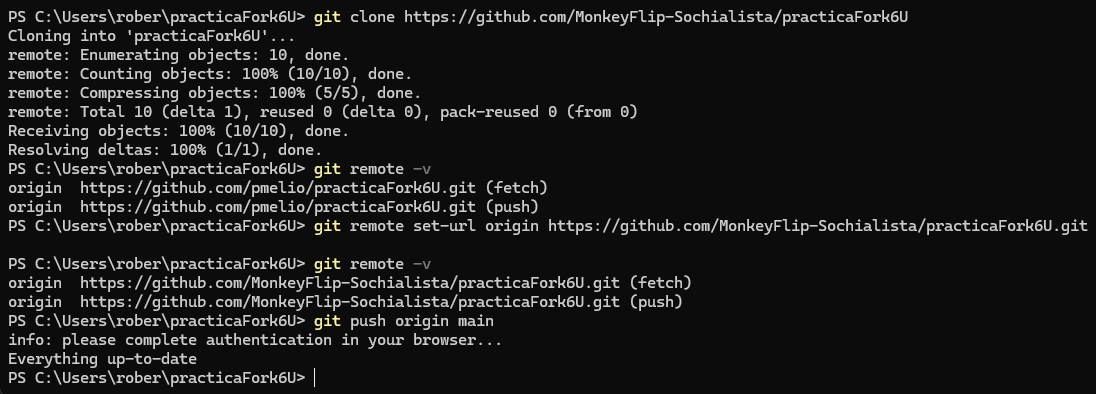 PS C:\Users\rober\practicaFork6U> git clone https://github.com/MonkeyFlip-Sochialista/practicaFork6U
Cloning into 'practicaFork6U'...
remote: Enumerating objects: 10, done.
remote: Counting objects: 100% (10/10), done.
remote: Compressing objects: 100% (5/5), done.
remote: Total 10 (delta 1), reused 0 (delta 0), pack-reused 0 (from 0)
Receiving objects: 100% (10/10), done.
Resolving deltas: 100% (1/1), done.
PS C:\Users\rober\practicaFork6U> git remote -v
origin  https://github.com/pmelio/practicaFork6U.git (fetch)
origin  https://github.com/pmelio/practicaFork6U.git (push)
PS C:\Users\rober\practicaFork6U> git remote set-url origin https://github.com/MonkeyFlip-Sochialista/practicaFork6U.git
PS C:\Users\rober\practicaFork6U> git remote -v
origin  https://github.com/MonkeyFlip-Sochialista/practicaFork6U.git (fetch)
origin  https://github.com/MonkeyFlip-Sochialista/practicaFork6U.git (push)
PS C:\Users\rober\practicaFork6U> git push origin main
info: please complete authentication in your browser...
Everything up-to-date
PS C:\Users\rober\practicaFork6U>